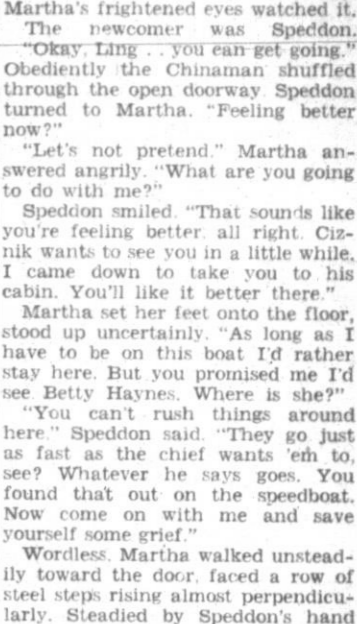 Martha's frightened eyes watched it.
The newcomer was Speddon.
"Okay, Ling . . you can get going."
Obediently the Chinaman shuffled
through the open doorway. Speddon
turned to Martha. "Feeling better
now?"
"Let's not pretend." Martha an-
swered angrily. "What are you going
to do with me?"
Speddon smiled. "That sounds like
you're feeling better. all right. Ciz-
nik wants to see you in a little while.
I came down to take you to his
cabin. You'll like it better there."
Martha set her feet onto the floor,
stood up uncertainly. "As long as I
have to be on this boat I'd rather
stay here. But you promised me I'd
see Betty Haynes. Where is she?"
"You can't rush things around
here." Speddon said. "They go just
as fast as the chief wants 'em to,
see? Whatever he says goes. You
found that out on the speedboat.
Now come on with me and save
yourself some grief."
Wordless. Martha walked unstead-
ily toward the door, faced a row of
steel steps rising almost perpendicu-
larly. Steadied by Speddon's hand